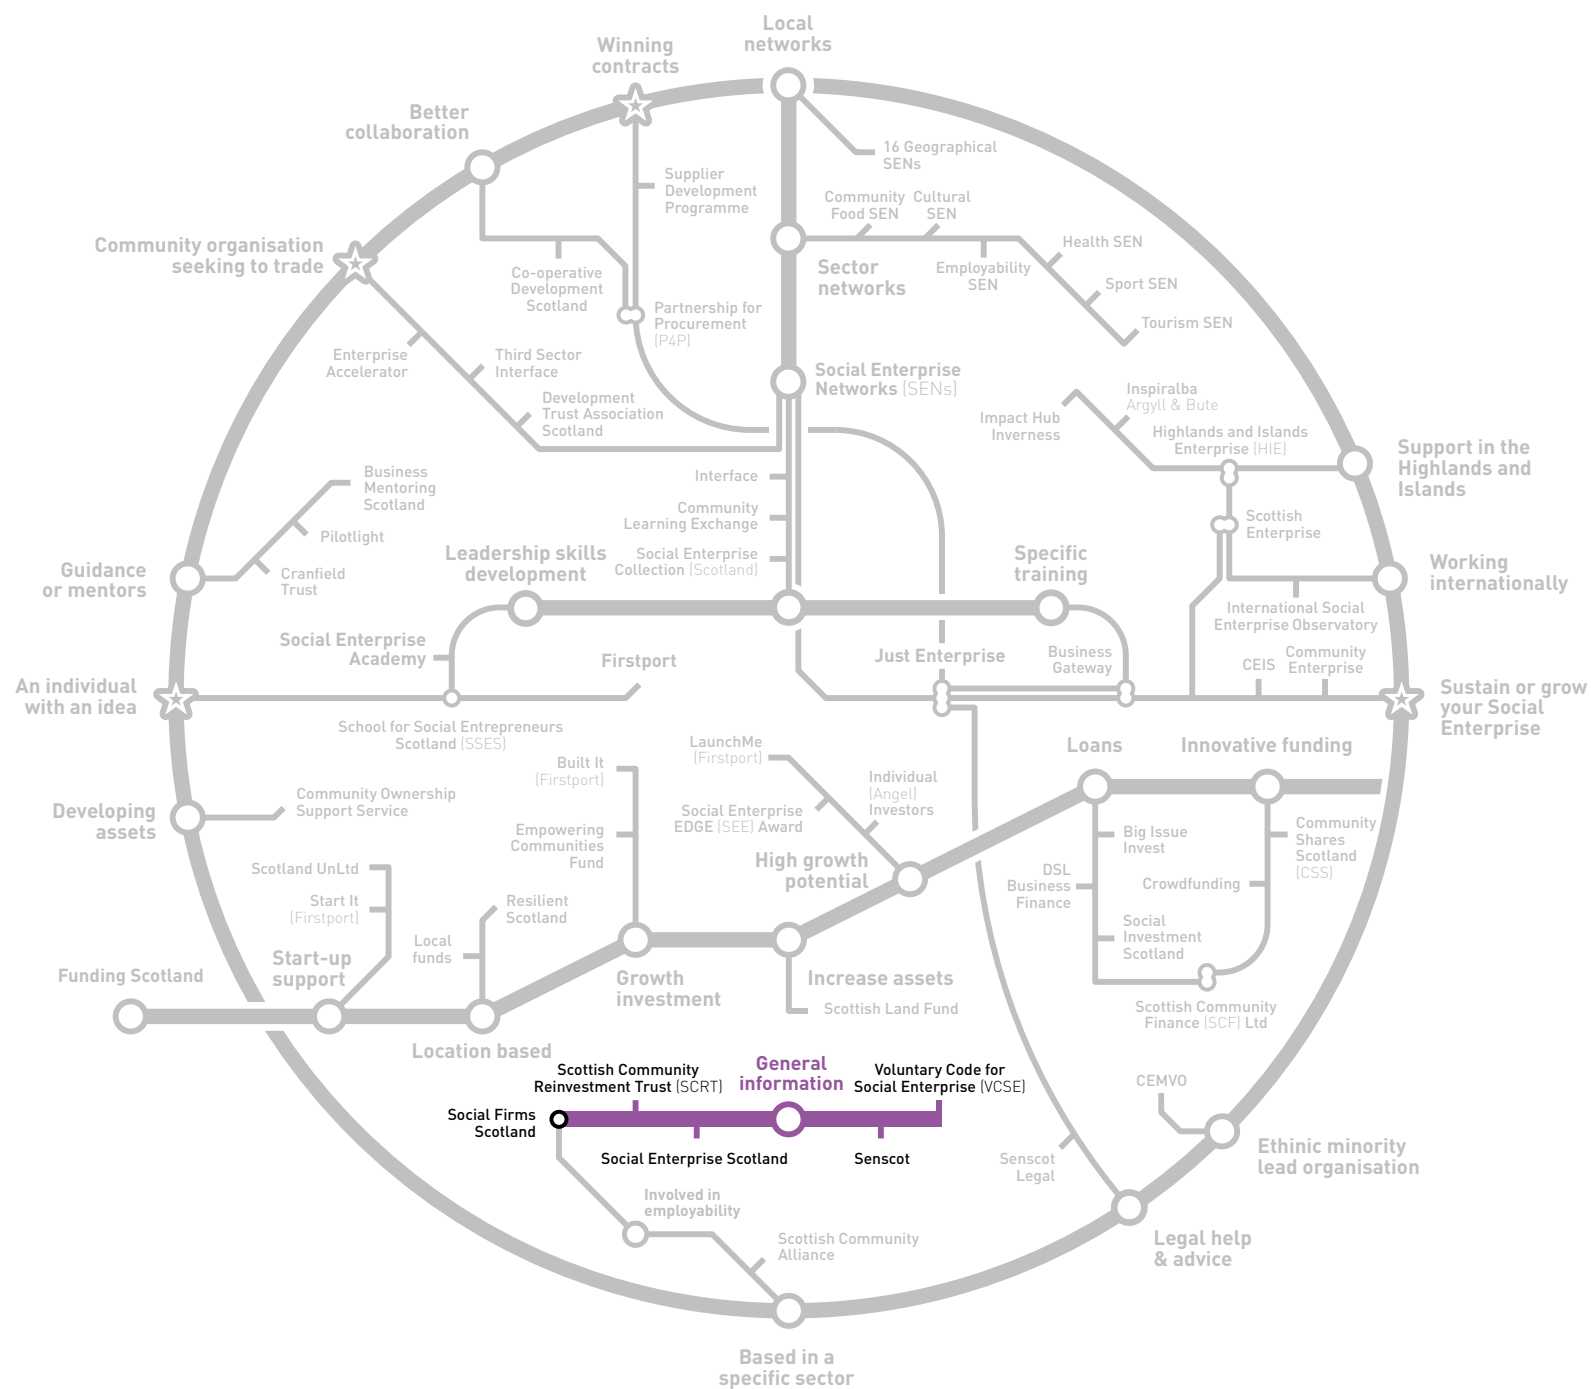 Local
networks
Winning
contracts
Better
collaboration
16 Geographical
SENs
Supplier
Development
Programme
Community
Food SEN
Cultural
SEN
Community organisation
seeking to trade
Health SEN
Sector
networks
Employability
SEN
Co-operative
Development
Scotland
Sport SEN
Partnership for
Procurement
(P4P)
Tourism SEN
Enterprise
Accelerator
Third Sector
Interface
Social Enterprise
Networks (SENs)
Development
Trust Association
Scotland
Inspiralba
Argyll & Bute
Impact Hub
Inverness
Highlands and Islands
Enterprise (HIE)
Support in the
Highlands and
Islands
Business
Mentoring
Scotland
Interface
Community
Learning Exchange
Scottish
Enterprise
Pilotlight
Social Enterprise
Collection (Scotland)
Leadership skills
development
Specific
training
Guidance
or mentors
Cranfield
Trust
Working
internationally
International Social
Enterprise Observatory
Social Enterprise
Academy
Firstport
Just Enterprise
Business
Gateway
CEIS
Community
Enterprise
An individual
with an idea
Sustain or grow
your Social
Enterprise
School for Social Entrepreneurs
Scotland (SSES)
LaunchMe
(Firstport)
Loans
Innovative funding
Built It
(Firstport)
Individual
(Angel)
Investors
Developing
assets
Community Ownership
Support Service
Social Enterprise
EDGE (SEE) Award
Empowering
Communities
Fund
Big Issue
Invest
Community
Shares
Scotland
(CSS)
High growth
potential
DSL
Business
Finance
Crowdfunding
Scotland UnLtd
Start It
(Firstport)
Resilient
Scotland
Social
Investment
Scotland
Local
funds
Funding Scotland
Start-up
support
Growth
investment
Increase assets
Scottish Land Fund
Scottish Community
Finance (SCF) Ltd
Location based
Scottish Community
Reinvestment Trust (SCRT)
General
information
Voluntary Code for
Social Enterprise (VCSE)
CEMVO
Social Firms
Scotland
Social Enterprise Scotland
Senscot
Senscot
Legal
Ethinic minority
lead organisation
Involved in
employability
Scottish Community
Alliance
Legal help
& advice
Based in a
specific sector